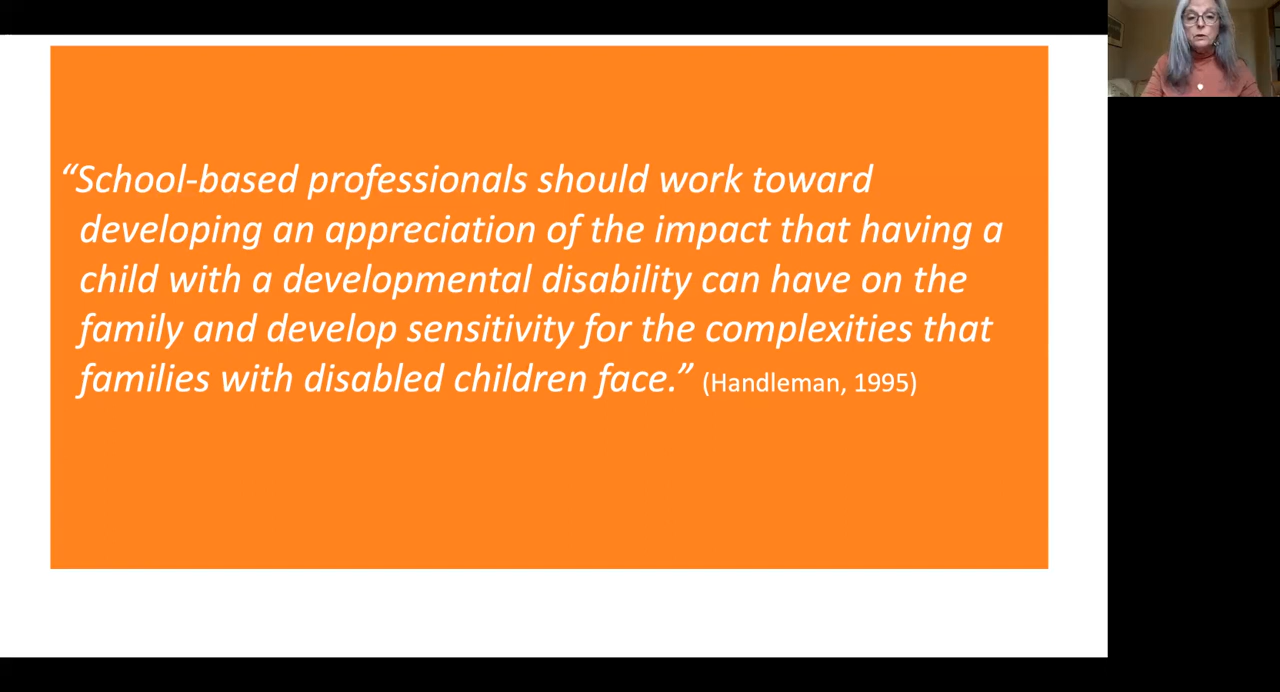 “School-based professionals should work toward
developing an appreciation of the impact that having a
child with a developmental disability can have on the
family and develop sensitivity for the complexities that
families with disabled children face.” (Handleman, 1995)